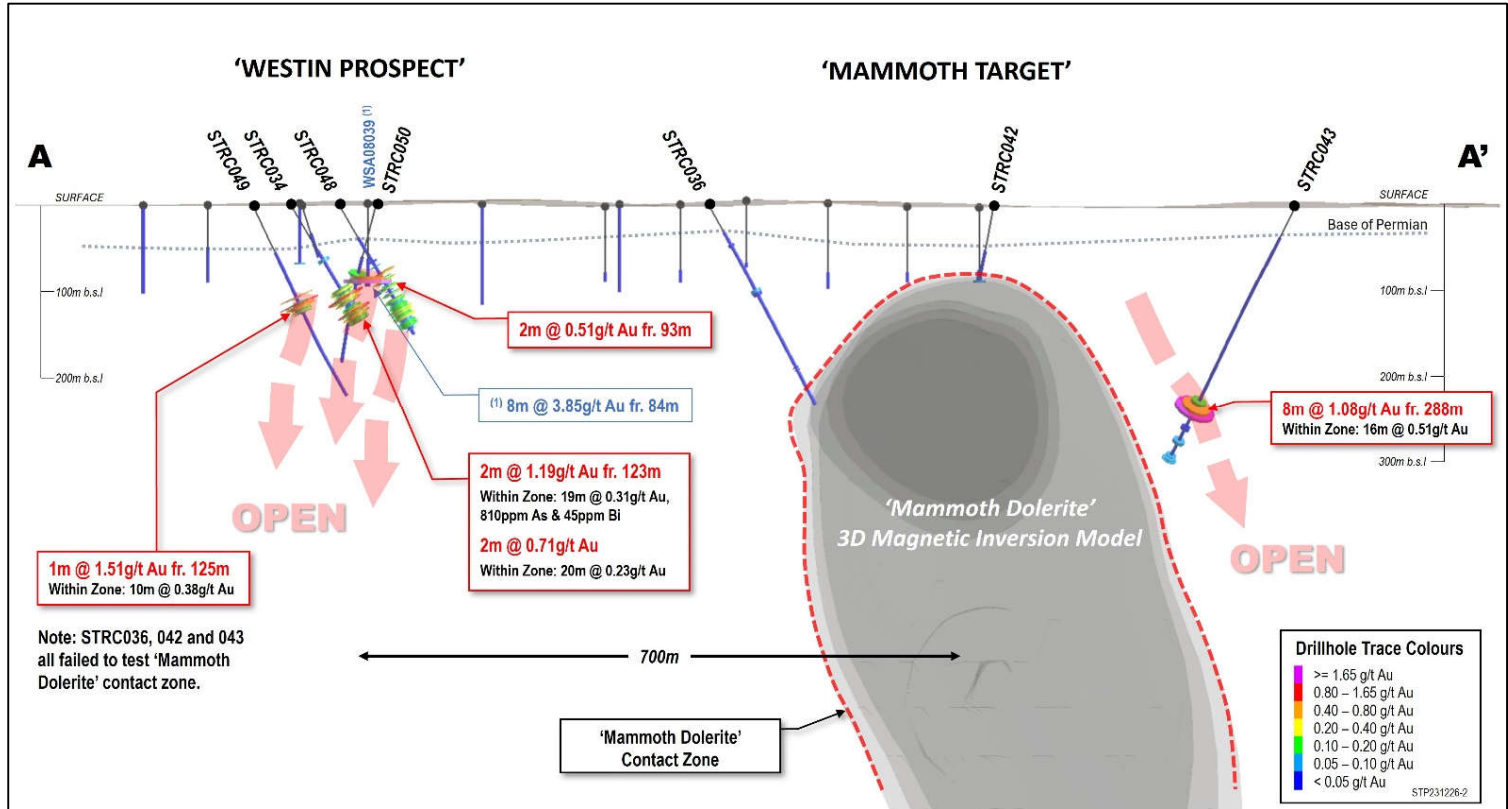 ‘WESTIN PROSPECT’
‘MAMMOTH TARGET’
A
STRC049
STRC034
STRC048
WSA08039 (1)
STRC050
STRC036
STRC042
STRC043
A’
SURFACE
SURFACE
Base of Permian
100m b.s.l
200m b.s.l
100m b.s.l
200m b.s.l
300m b.s.l
2m @ 0.51g/t Au fr. 93m
(1) 8m @ 3.85g/t Au fr. 84m
2m @ 1.19g/t Au fr. 123m
Within Zone: 19m @ 0.31g/t Au,
810ppm As & 45ppm Bi
2m @ 0.71g/t Au
Within Zone: 20m @ 0.23g/t Au
8m @ 1.08g/t Au fr. 288m
Within Zone: 16m @ 0.51g/t Au
OPEN
OPEN
1m @ 1.51g/t Au fr. 125m
Within Zone: 10m @ 0.38g/t Au
‘Mammoth Dolerite’
3D Magnetic Inversion Model
Note: STRC036, 042 and 043
all failed to test ‘Mammoth
Dolerite’ contact zone.
700m
‘Mammoth Dolerite’
Contact Zone
Drillhole Trace Colours
>= 1.65 g/t Au
0.80 – 1.65 g/t Au
0.40 – 0.80 g/t Au
0.20 – 0.40 g/t Au
0.10 – 0.20 g/t Au
0.05 – 0.10 g/t Au
< 0.05 g/t Au
STP231226-2